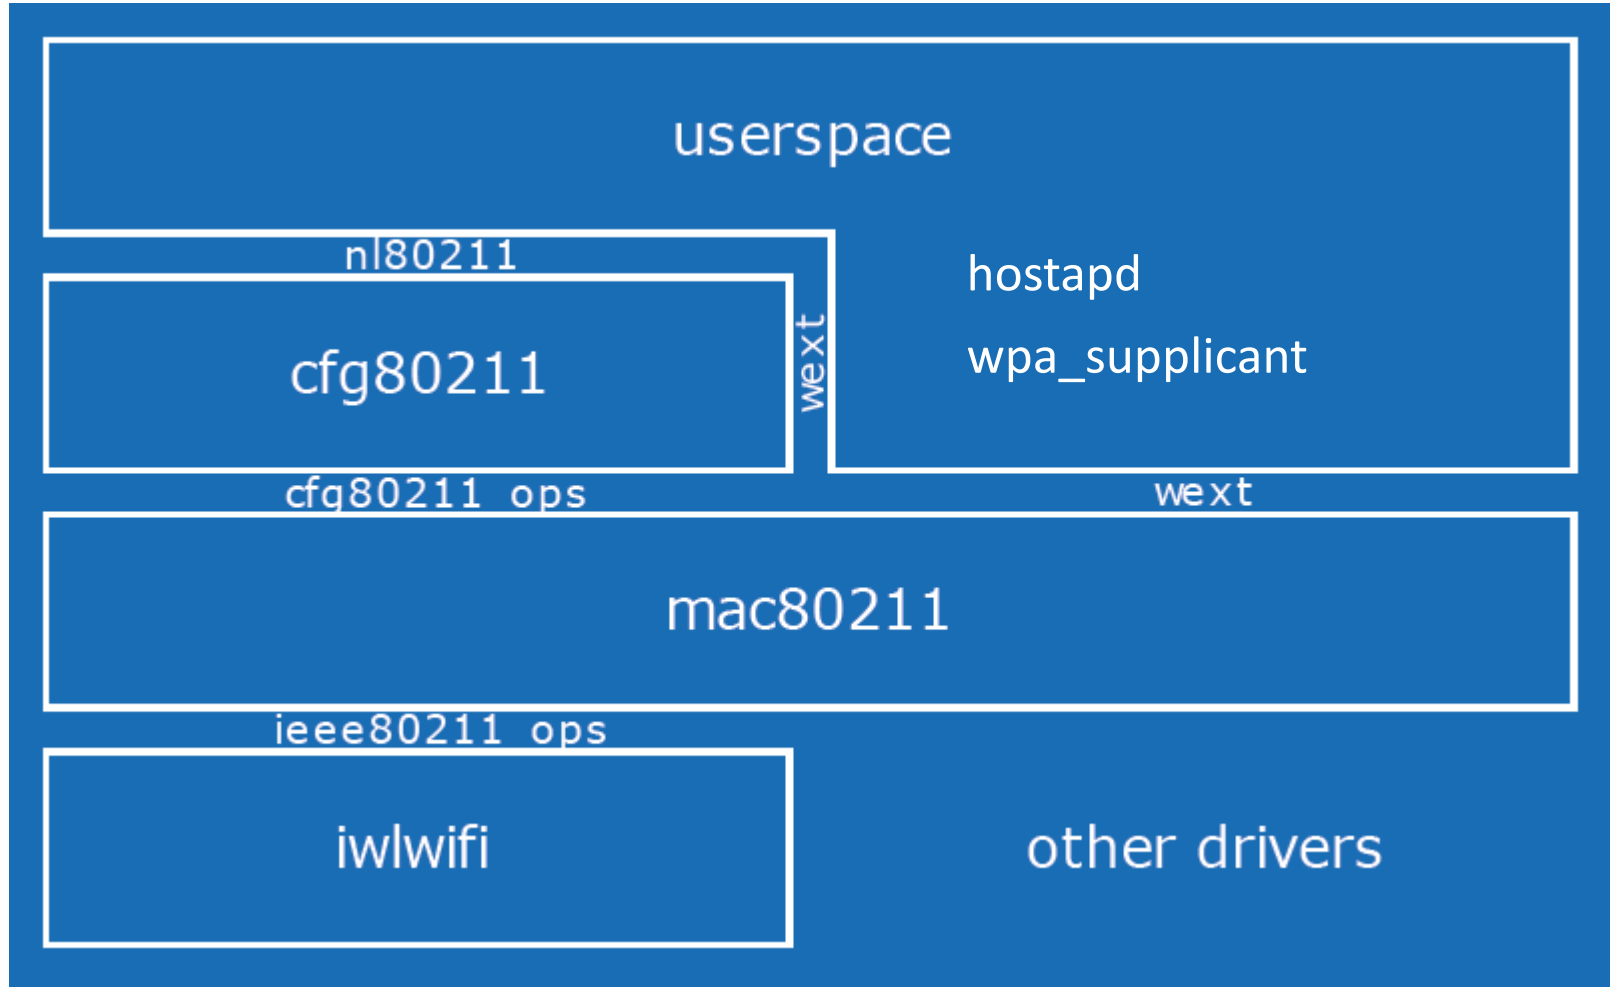 userspace
nl80211
hostapd
cfg80211
wext
wpa_supplicant
cfg80211 ops
wext
mac80211
ieee80211 ops
iwlwifi
other drivers